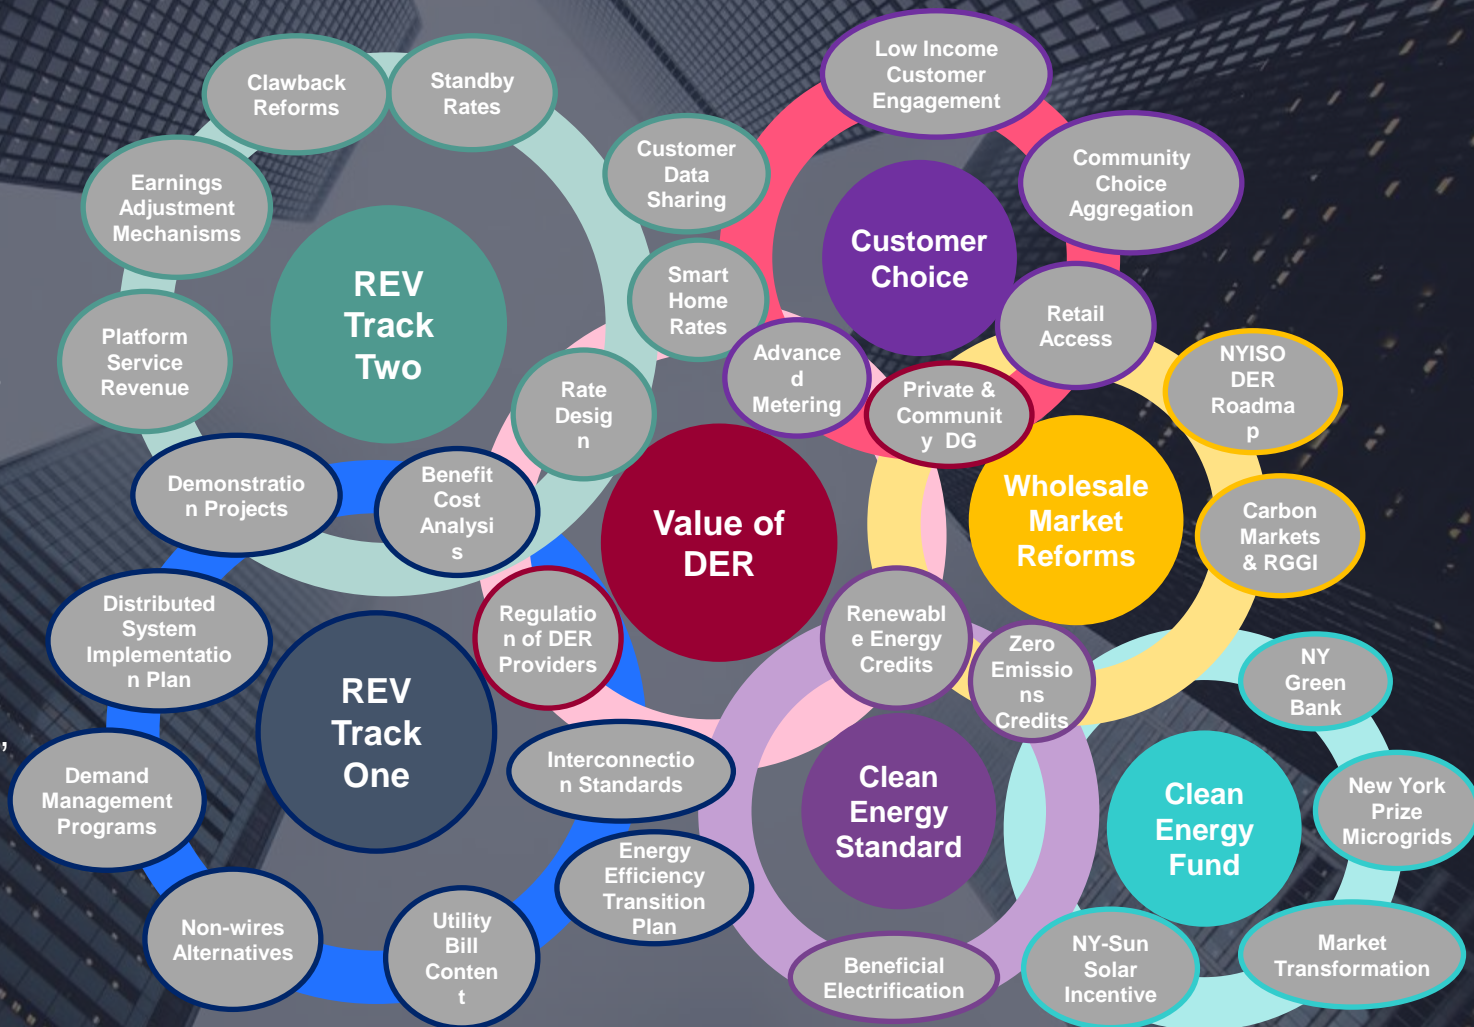 Clawback
Reforms
Standby
Rates
Earnings
Adjustment
Mechanisms
Platform
Service
Revenue
REV
Track
Two
Customer
Data
Sharing
Smart
Home
Rates
Rate
Desig
n
Low Income
Customer
Engagement
Community
Choice
Aggregation
Customer
Choice
Retail
Access
Advance
d
Metering
Private &
Communit
y  DG
NYISO
DER
Roadma
p
Wholesale
Market
Reforms
Carbon
Markets
& RGGI
Value of
DER
Demonstratio
n Projects
Benefit
Cost
Analysi
s
Distributed
System
Implementatio
n Plan
Regulatio
n of DER
Providers
Renewabl
e Energy
Credits
Zero
Emissio
ns
Credits
NY
Green
Bank
REV
Track
One
,
Demand
Management
Programs
Interconnectio
n Standards
Clean
Energy
Standard
Clean
Energy
Fund
New York
Prize
Microgrids
Energy
Efficiency
Transition
Plan
Non-wires
Alternatives
Utility
Bill
Conten
t
Beneficial
Electrification
NY-Sun
Solar
Incentive
Market
Transformation